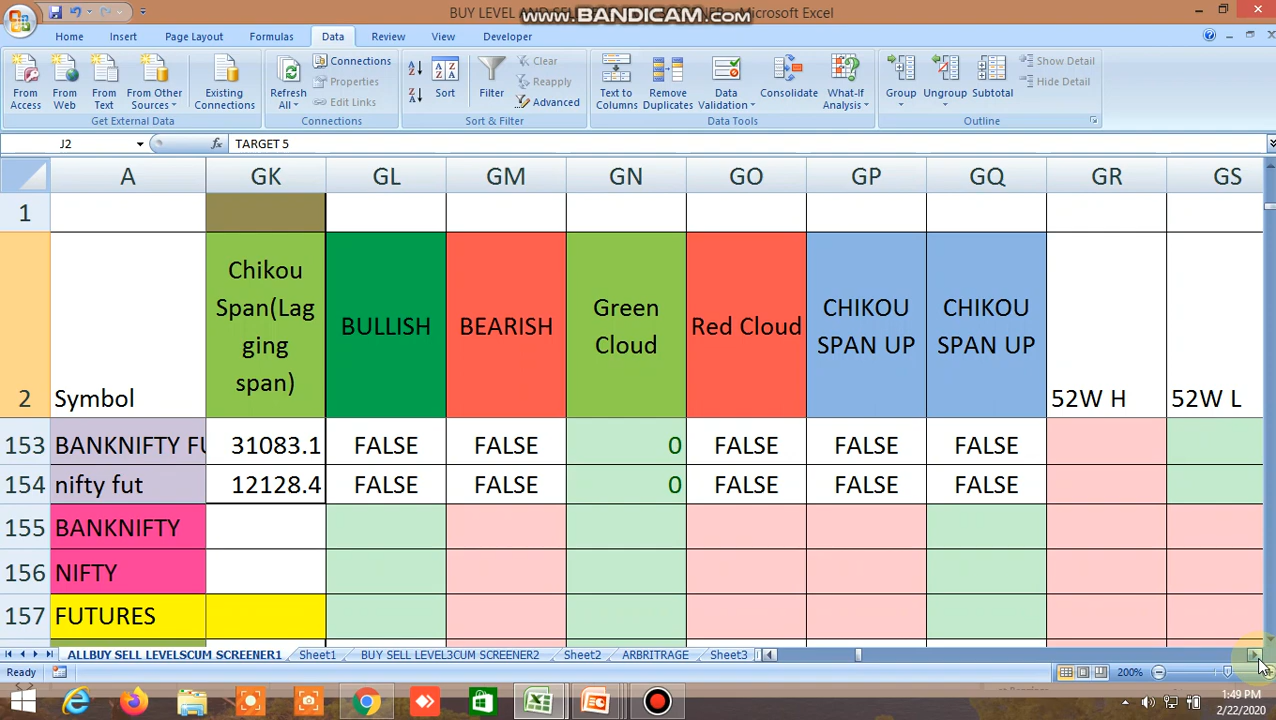 BUY LEVEL AND SELL
- Microsoft Excel
www.BANDICAM.com
Home Insert Page Layout Formulas Data Review View Developer
From Access
From Web
From Text
From Other Sources
Existing Connections
Get External Data
Refresh All
Connections
Properties
Edit Links
Connections
Sort
Filter
Clear
Reapply
Advanced
Sort & Filter
Text to Columns
Remove Duplicates
Data Validation
Consolidate
What-If Analysis
Data Tools
Group
Ungroup
Subtotal
Show Detail
Hide Detail
Outline
J2 fx TARGET 5
A GK GL GM GN GO GP GQ GR GS
1
2 Symbol
Chikou
Span(Lag
ging
span)
BULLISH
BEARISH
Green
Cloud
Red Cloud
CHIKOU
SPAN UP
CHIKOU
SPAN UP
52W H
52W L
153 BANKNIFTY FU 31083.1 FALSE FALSE 0 FALSE FALSE FALSE
154 nifty fut 12128.4 FALSE FALSE 0 FALSE FALSE FALSE
155 BANKNIFTY
156 NIFTY
157 FUTURES
ALLBUY SELL LEVELSCUM SCREENER1 Sheet1 BUY SELL LEVEL3CUM SCREENER2 Sheet2 ARBRITRAGE Sheet3
Ready 200%
1:49 PM
2/22/2020